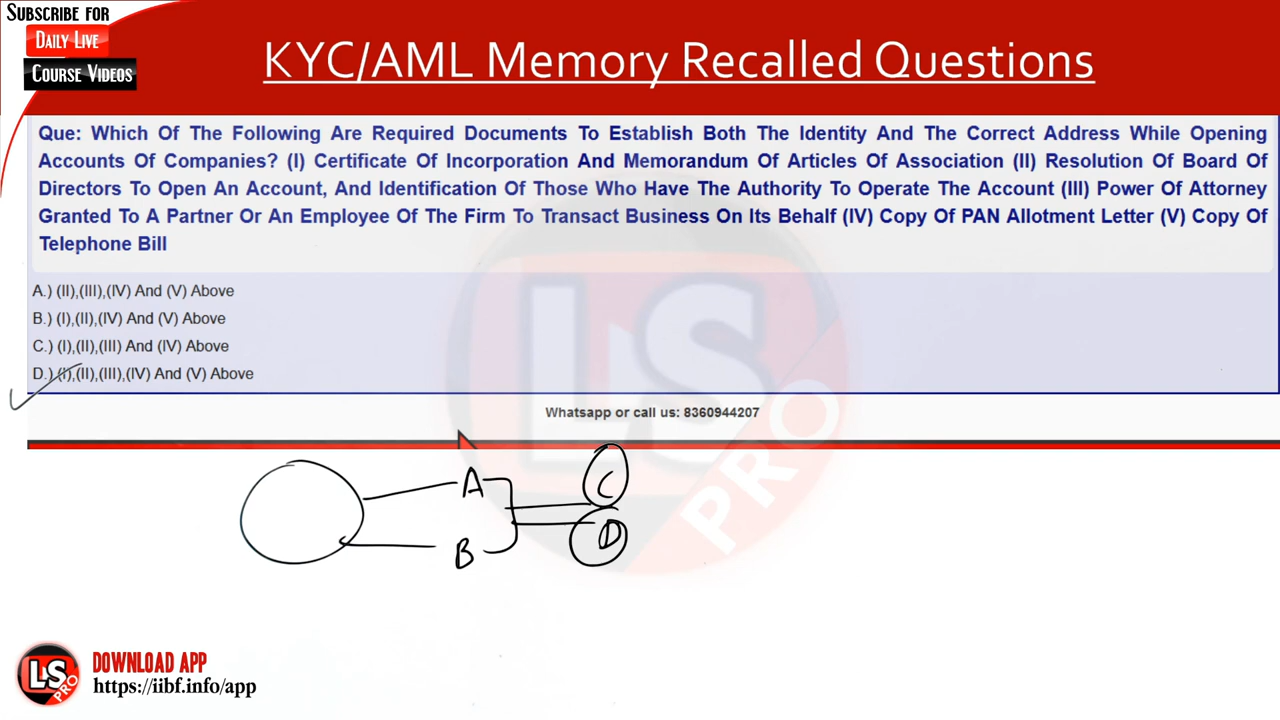 SUBSCRIBE FOR
DAILY LIVE
COURSE VIDEOS
KYC/AML Memory Recalled Questions
Que: Which Of The Following Are Required Documents To Establish Both The Identity And The Correct Address While Opening
Accounts Of Companies? (I) Certificate Of Incorporation And Memorandum Of Articles Of Association (II) Resolution Of Board Of
Directors To Open An Account, And Identification Of Those Who Have The Authority To Operate The Account (III) Power Of Attorney
Granted To A Partner Or An Employee Of The Firm To Transact Business On Its Behalf (IV) Copy Of PAN Allotment Letter (V) Copy Of
Telephone Bill
A.) (II),(III),(IV) And (V) Above
B.) (I),(II),(IV) And (V) Above
C.) (I),(II),(III) And (IV) Above
D.) (I),(II),(III),(IV) And (V) Above
Whatsapp or call us: 8360944207
LS
PRO
A
C
B
D
LS
PRO
DOWNLOAD APP
https://iibf.info/app